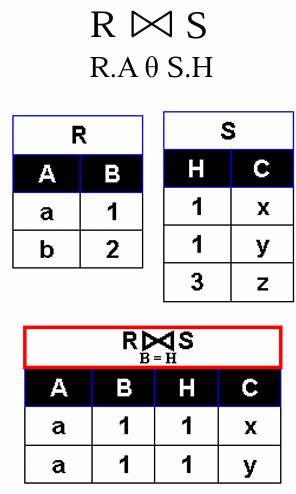 R ⋈ S
R.A θ S.H
R
A B
a 1
b 2
S
H C
1 x
1 y
3 z
R⋈S
B = H
A B H C
a 1 1 x
a 1 1 y